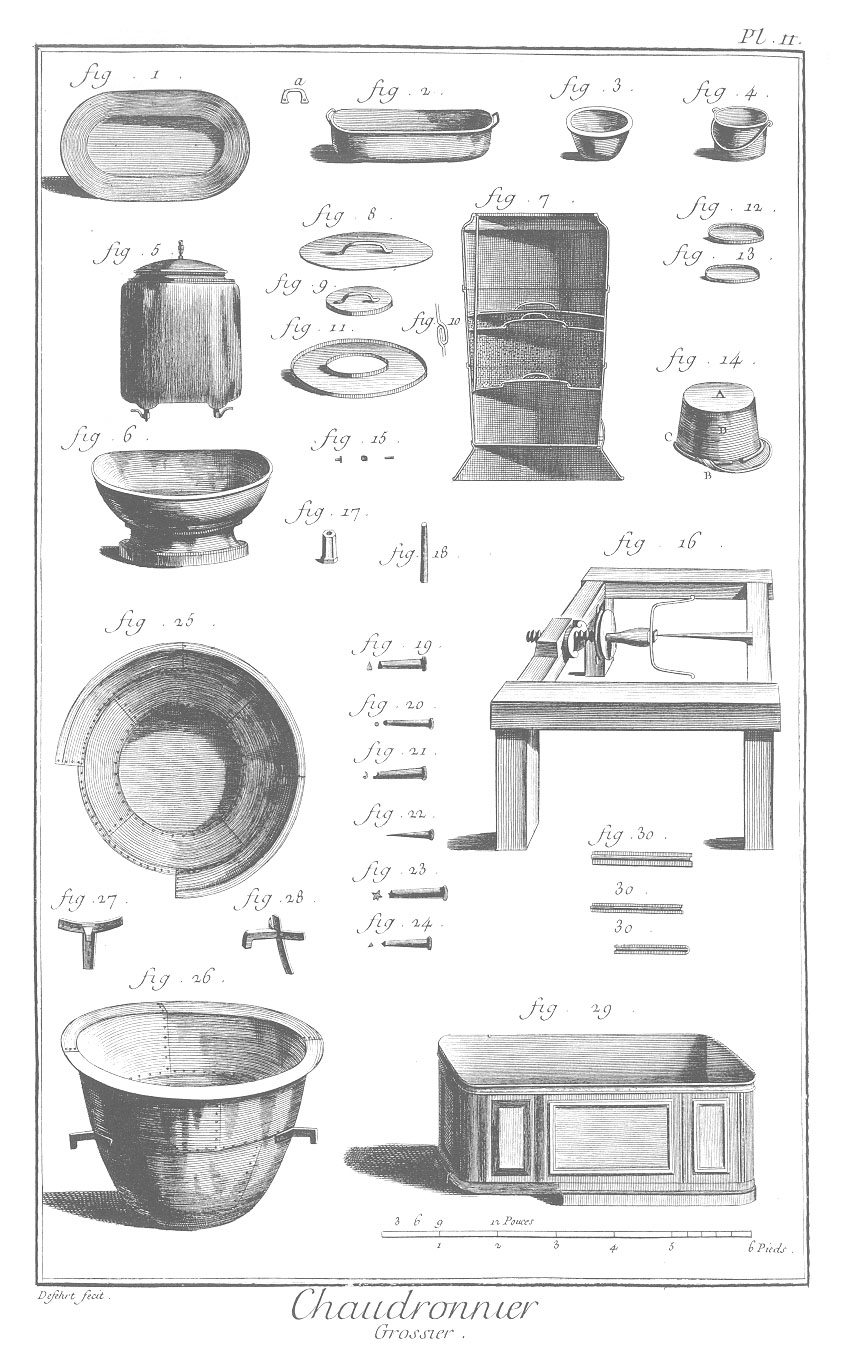 Pl . II.
fig . 1 .
a
fig . 2 .
fig . 3 .
fig . 4 .
fig . 5 .
fig . 8 .
fig . 7 .
fig . 12 .
fig . 13 .
fig . 9 .
fig . 10
fig . 11 .
fig . 14
A
D
C
B
fig . 6 .
fig . 15 .
fig . 17 .
fig . 18 .
fig . 16 .
fig . 25 .
fig . 19 .
fig . 20 .
fig . 21 .
fig . 22 .
fig . 30 .
fig . 23 .
30 .
fig . 27
fig . 28 .
fig . 24 .
30 .
fig . 26 .
fig . 29 .
3 6 9 12 Pouces
1 2 3 4 5 6 Pieds .
Defehrt fecit .
Chaudronnier
Grossier .